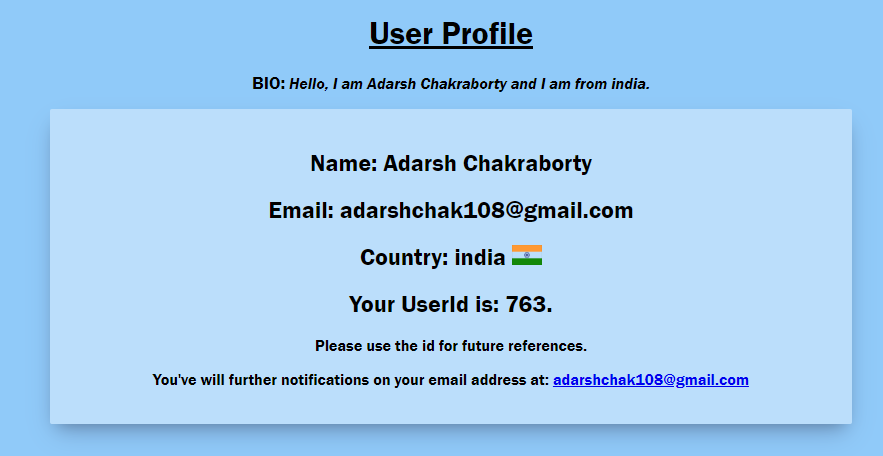 User Profile
BIO: Hello, I am Adarsh Chakraborty and I am from india.
Name: Adarsh Chakraborty
Email: adarshchak108@gmail.com
Country: india
Your UserId is: 763.
Please use the id for future references.
You've will further notifications on your email address at: adarshchak108@gmail.com